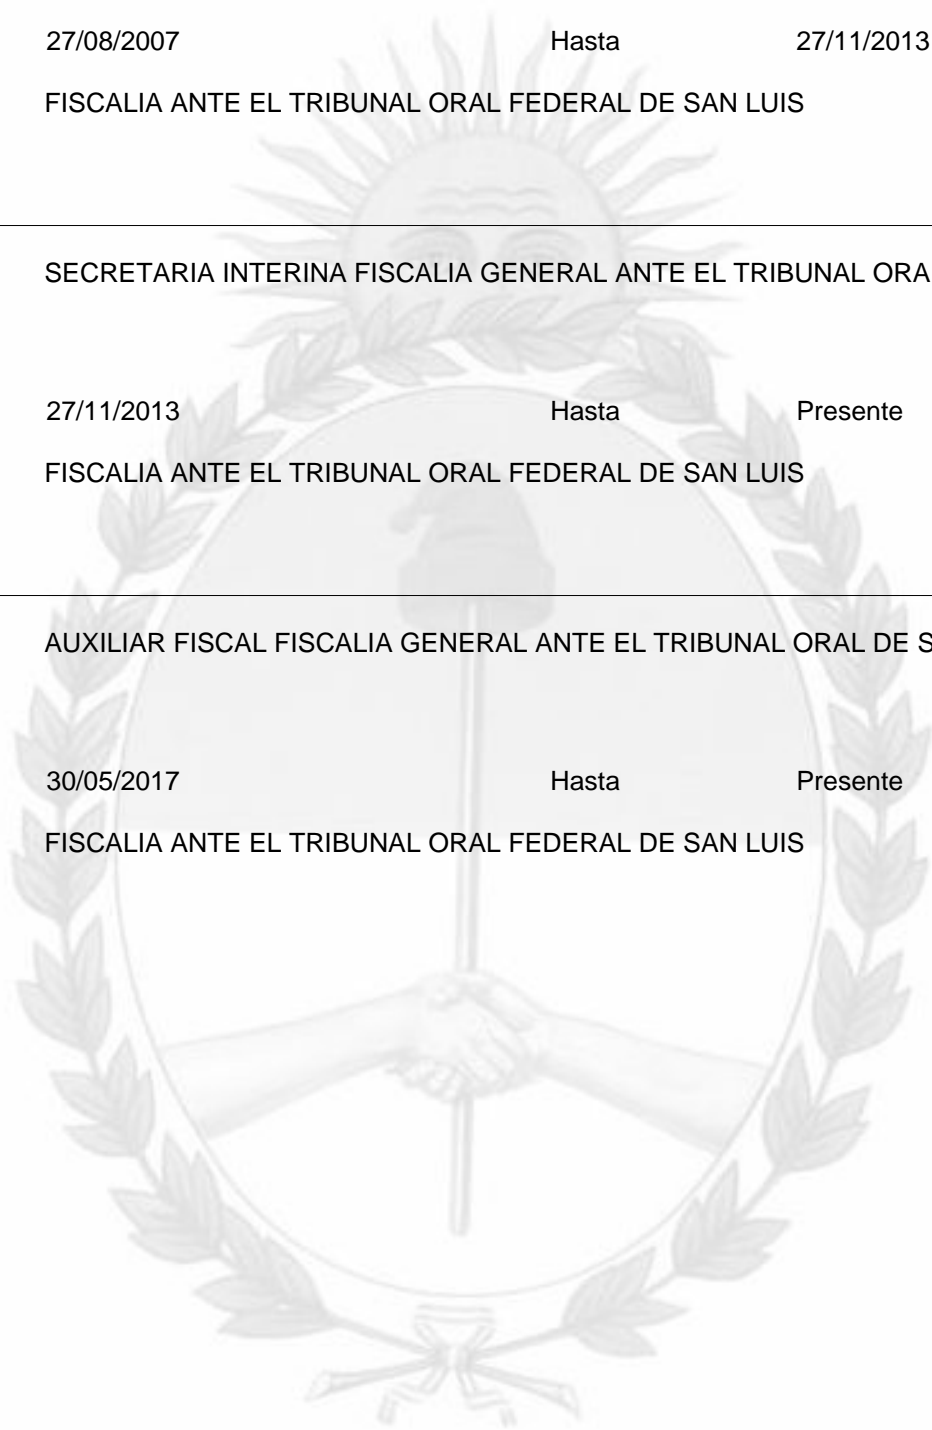 27/08/2007 Hasta 27/11/2013
FISCALIA ANTE EL TRIBUNAL ORAL FEDERAL DE SAN LUIS
SECRETARIA INTERINA FISCALIA GENERAL ANTE EL TRIBUNAL ORA
27/11/2013 Hasta Presente
FISCALIA ANTE EL TRIBUNAL ORAL FEDERAL DE SAN LUIS
AUXILIAR FISCAL FISCALIA GENERAL ANTE EL TRIBUNAL ORAL DE S
30/05/2017 Hasta Presente
FISCALIA ANTE EL TRIBUNAL ORAL FEDERAL DE SAN LUIS